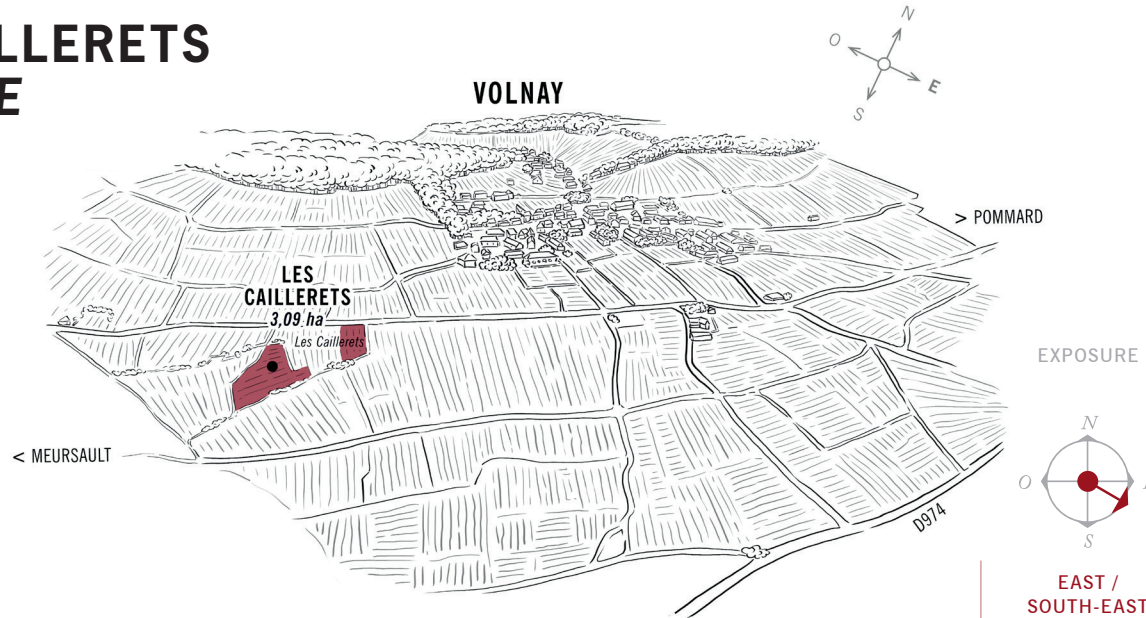 LLERETS
E
VOLNAY
N
O
E
S
> POMMARD
LES
CAILLERETS
3,09 ha
Les Caillerets
EXPOSURE
< MEURSAULT
N
O
S
D974
EAST /
SOUTH-EAST